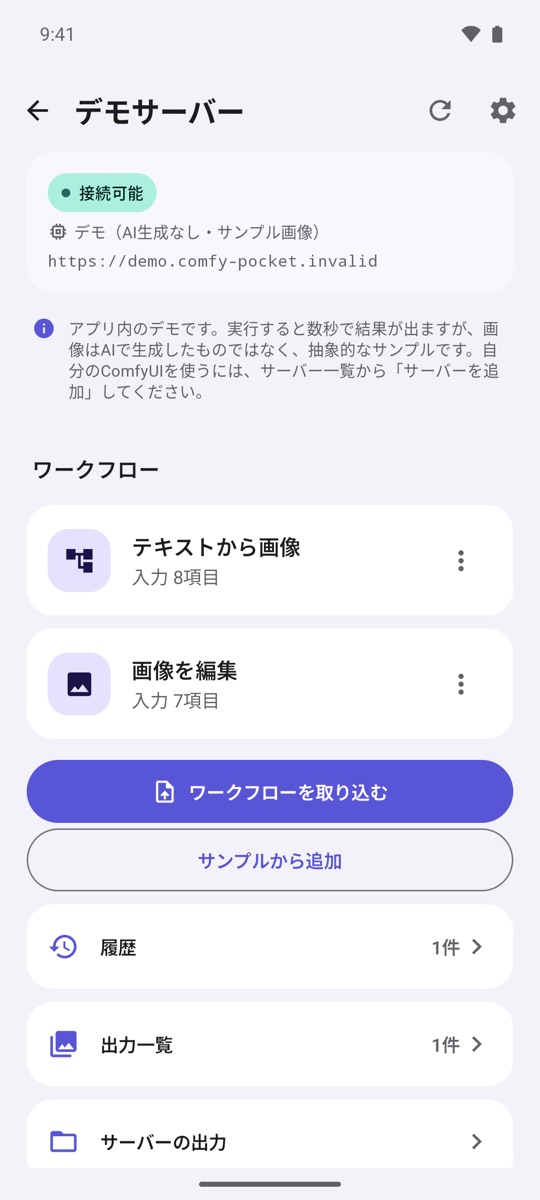 9:41
デモサーバー
接続可能
デモ（AI生成なし・サンプル画像）
https://demo.comfy-pocket.invalid
アプリ内のデモです。実行すると数秒で結果が出ますが、画
像はAIで生成したものではなく、抽象的なサンプルです。自
分のComfyUIを使うには、サーバー一覧から「サーバーを追
加」してください。
ワークフロー
テキストから画像
入力 8項目
画像を編集
入力 7項目
ワークフローを取り込む
サンプルから追加
履歴 1件
出力一覧 1件
サーバーの出力